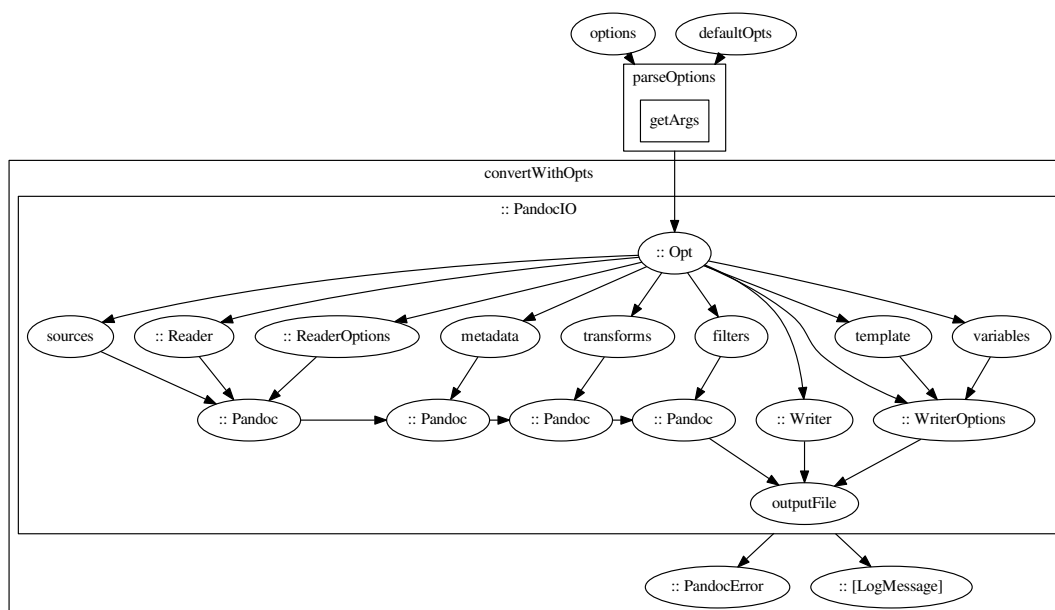 options
defaultOpts
parseOptions
getArgs
convertWithOpts
:: PandocIO
:: Opt
sources
:: Reader
:: ReaderOptions
metadata
transforms
filters
template
variables
:: Pandoc
:: Pandoc
:: Pandoc
:: Pandoc
:: Writer
:: WriterOptions
outputFile
:: PandocError
:: [LogMessage]